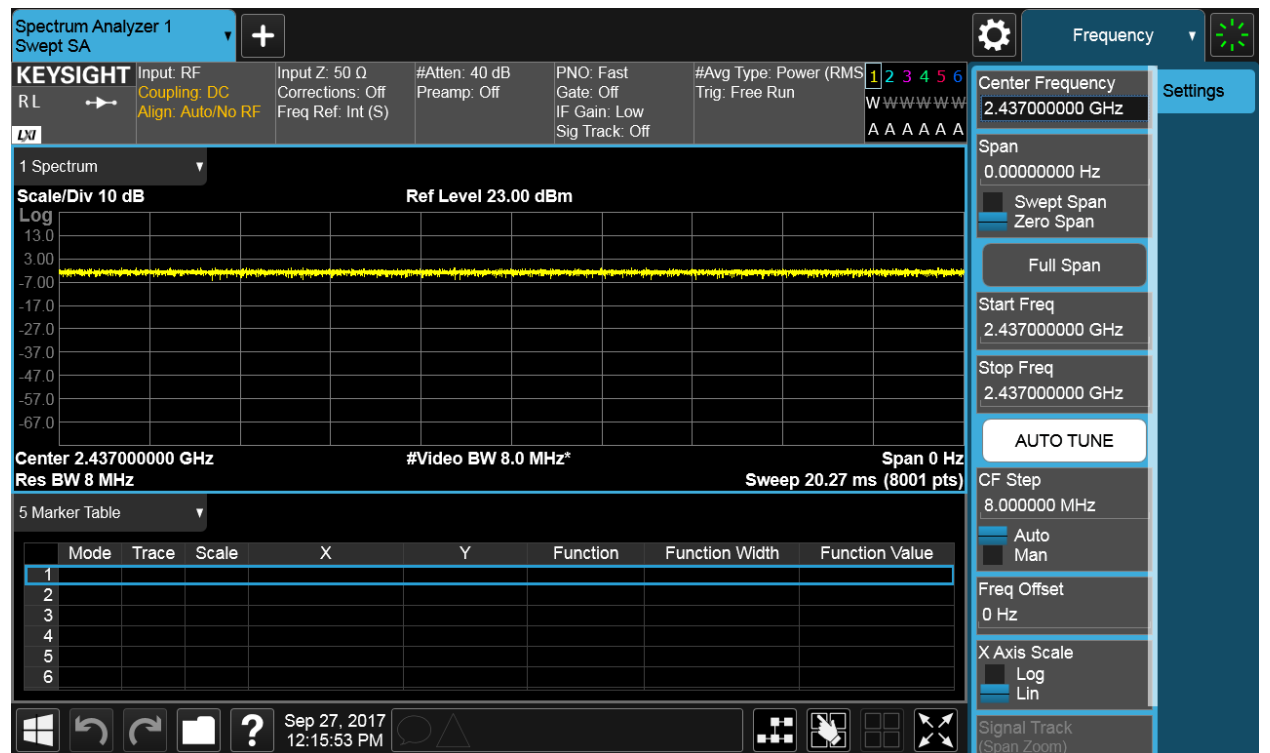 Spectrum Analyzer 1
Swept SA
Frequency
KEYSIGHT
RL
LXI
Input: RF
Coupling: DC
Align: Auto/No RF
Input Z: 50 Ω
Corrections: Off
Freq Ref: Int (S)
#Atten: 40 dB
Preamp: Off
PNO: Fast
Gate: Off
IF Gain: Low
Sig Track: Off
#Avg Type: Power (RMS
Trig: Free Run
1 2 3 4 5 6
W W W W W W
A A A A A A
1 Spectrum
Scale/Div 10 dB
Ref Level 23.00 dBm
Log
13.0
3.00
-7.00
-17.0
-27.0
-37.0
-47.0
-57.0
-67.0
Center 2.437000000 GHz
#Video BW 8.0 MHz*
Span 0 Hz
Res BW 8 MHz
Sweep 20.27 ms (8001 pts)
5 Marker Table
Mode Trace Scale X Y Function Function Width Function Value
1
2
3
4
5
6
Sep 27, 2017
12:15:53 PM
Center Frequency
2.437000000 GHz
Span
0.00000000 Hz
Swept Span
Zero Span
Full Span
Start Freq
2.437000000 GHz
Stop Freq
2.437000000 GHz
AUTO TUNE
CF Step
8.000000 MHz
Auto
Man
Freq Offset
0 Hz
X Axis Scale
Log
Lin
Signal Track
(Span Zoom)
Settings